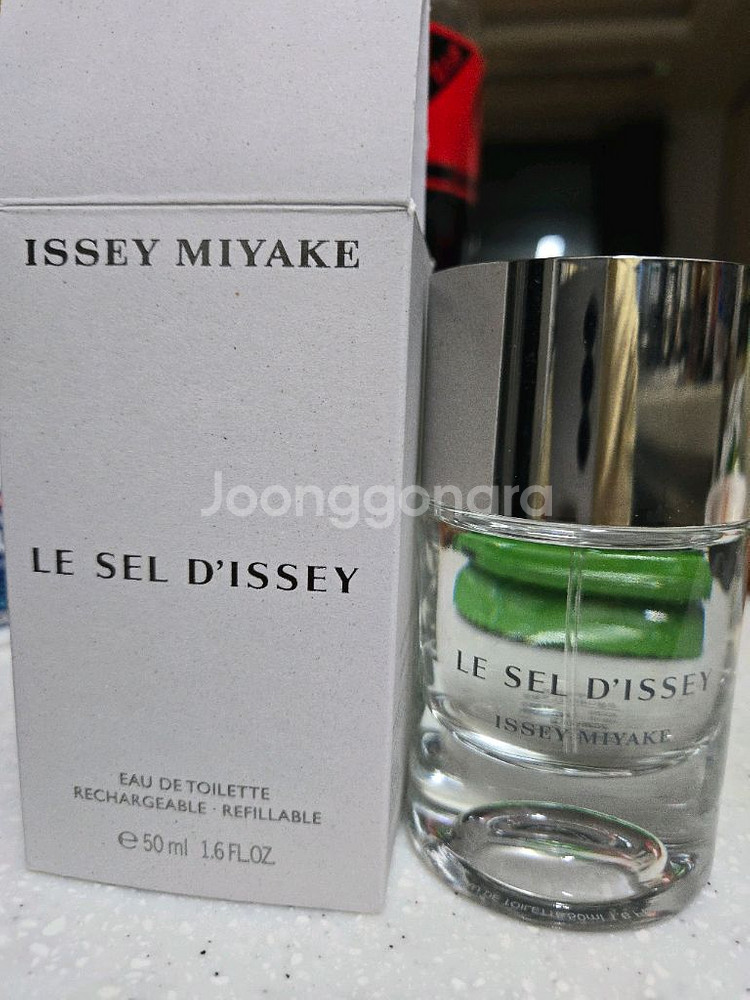 ISSEY MIYAKE
Joonggonara
LE SEL D'ISSEY
EAU DE TOILETTE
RECHARGEABLE · REFILLABLE
℮ 50 ml 1.6 FL.OZ
LE SEL D'ISSEY
ISSEY MIYAKE